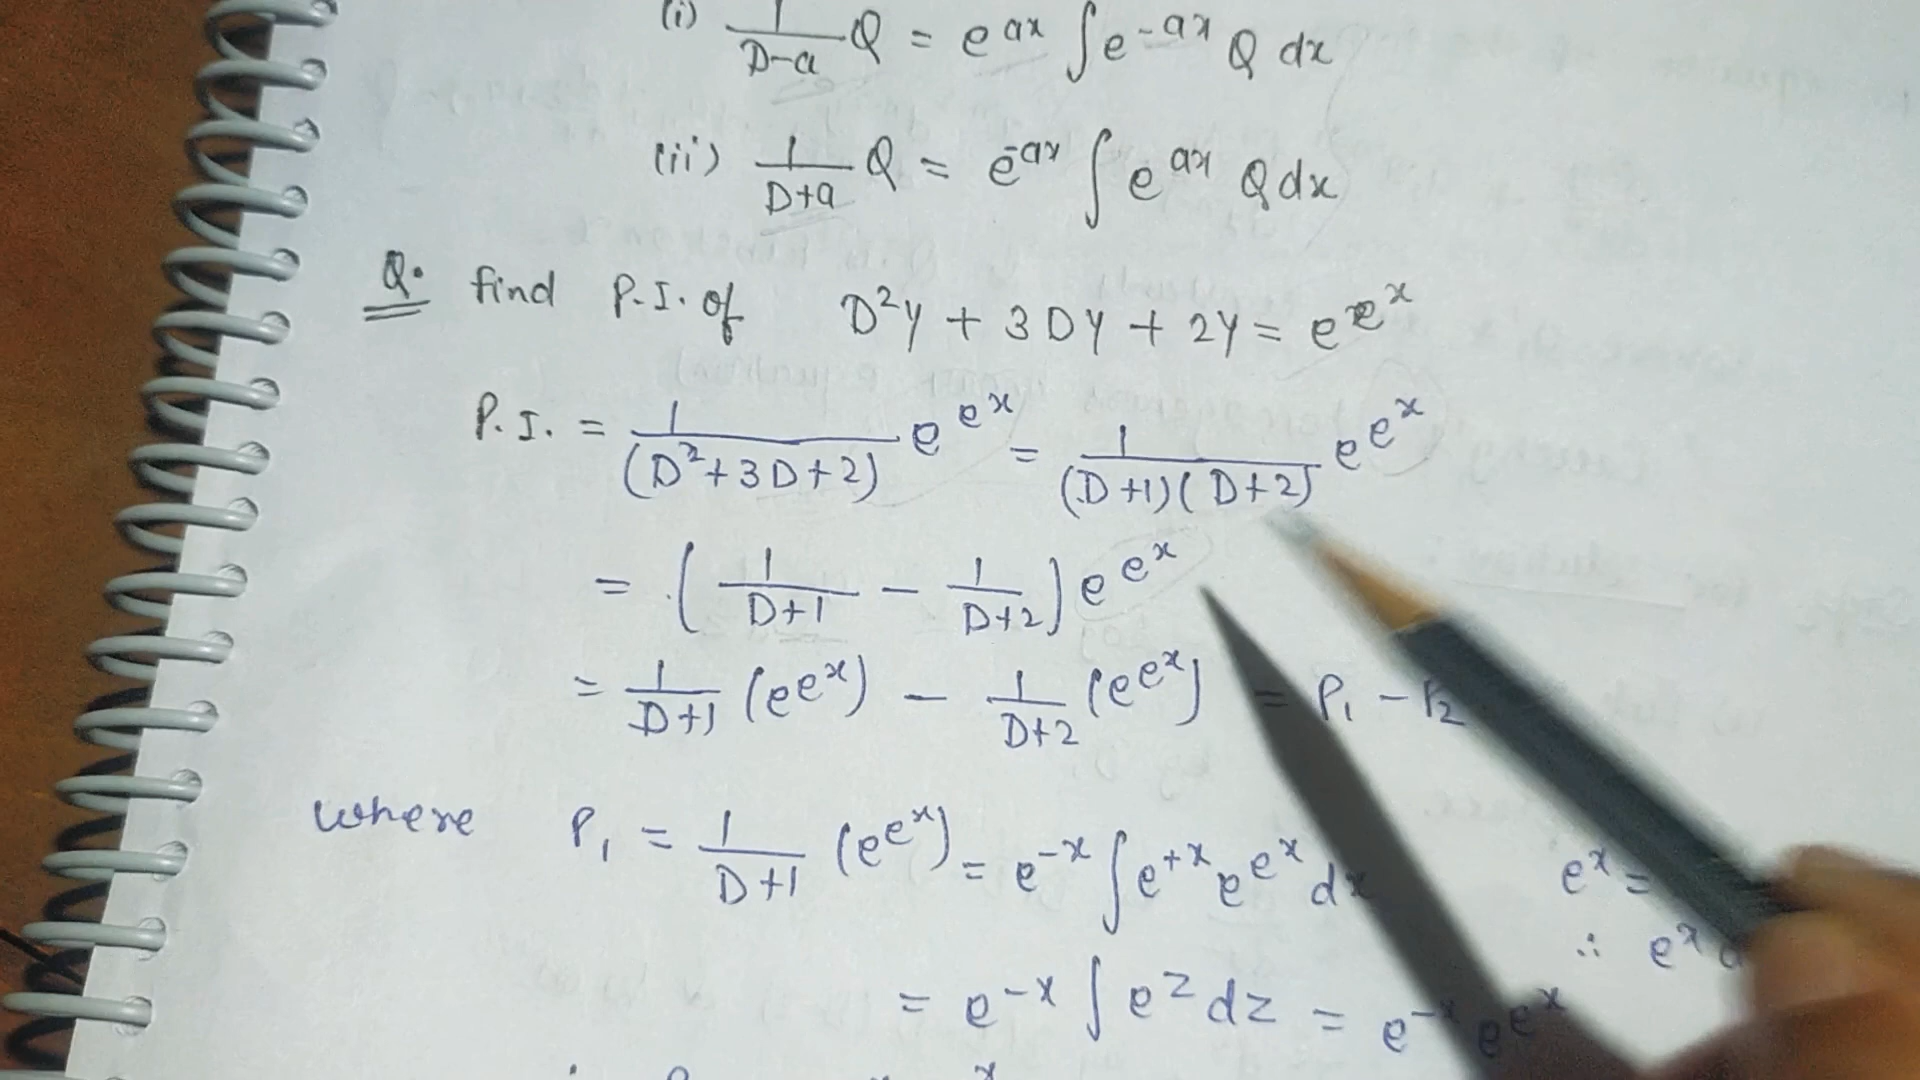 (i) 1/(D-a) Q = e^{ax} ∫ e^{-ax} Q dx
(ii) 1/(D+a) Q = e^{-ax} ∫ e^{ax} Q dx
Q. find P.I. of D²y + 3Dy + 2y = e^{e^x}
P.I. = 1/(D²+3D+2) e^{e^x} = 1/((D+1)(D+2)) e^{e^x}
= (1/(D+1) - 1/(D+2)) e^{e^x}
= 1/(D+1) (e^{e^x}) - 1/(D+2) (e^{e^x}) = P₁ - P₂
where P₁ = 1/(D+1) (e^{e^x}) = e^{-x} ∫ e^{+x} e^{e^x} dx e^x =
∴ e^x d
= e^{-x} ∫ e^z dz = e^{-x} e^{e^x}